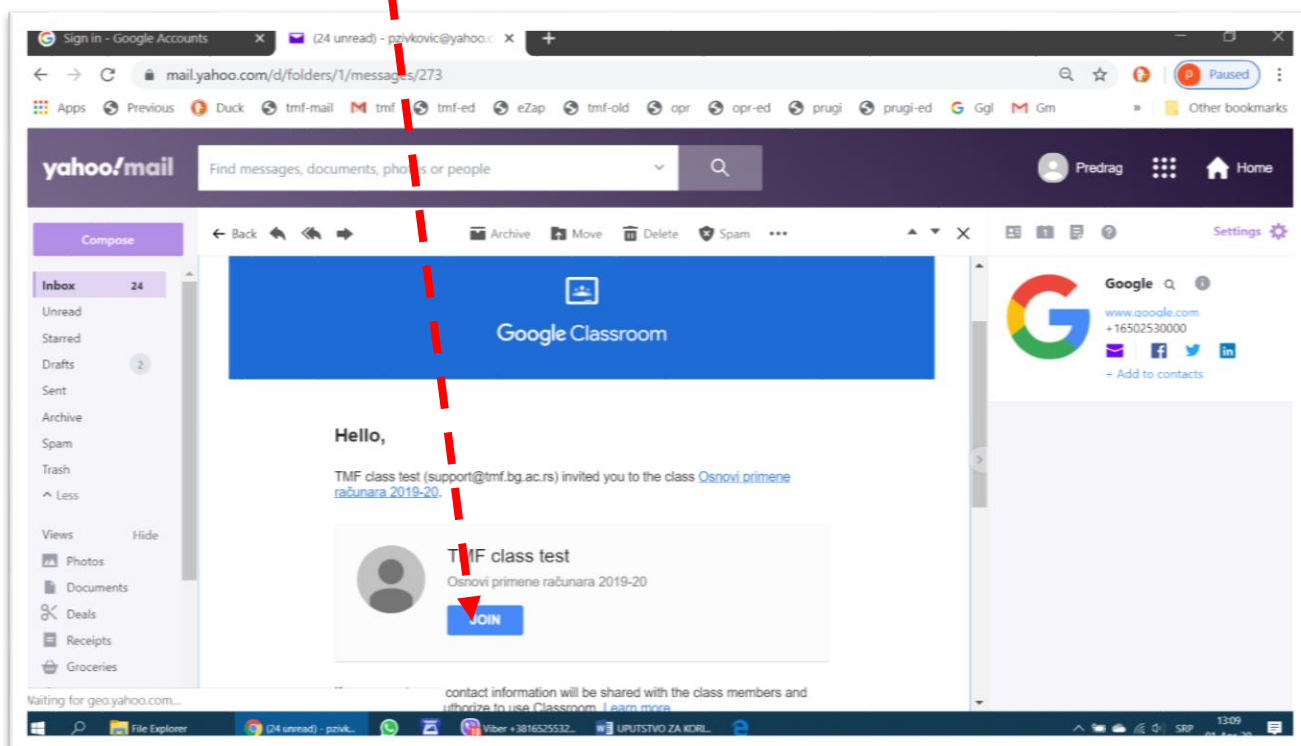 Sign in - Google Accounts
(24 unread) - pzivkovic@yahoo.c
mail.yahoo.com/d/folders/1/messages/273
Paused
Apps Previous Duck tmf-mail tmf tmf-ed eZap tmf-old opr opr-ed prugi prugi-ed Ggl Gm » Other bookmarks
yahoo!mail
Find messages, documents, photos or people
Predrag
Home
Compose
Back
Archive Move Delete Spam
Settings
Inbox 24
Unread
Starred
Drafts 2
Sent
Archive
Spam
Trash
Less
Views Hide
Photos
Documents
Deals
Receipts
Groceries
Google Classroom
Hello,
TMF class test (support@tmf.bg.ac.rs) invited you to the class Osnovi primene
računara 2019-20.
TMF class test
Osnovi primene računara 2019-20
JOIN
contact information will be shared with the class members and
to use Classroom. Learn more
Google
www.google.com
+16502530000
+ Add to contacts
Waiting for geo.yahoo.com...
File Explorer
(24 unread) - pzivk...
Viber +3816525532...
UPUTSTVO ZA KORI...
SRP
13:09